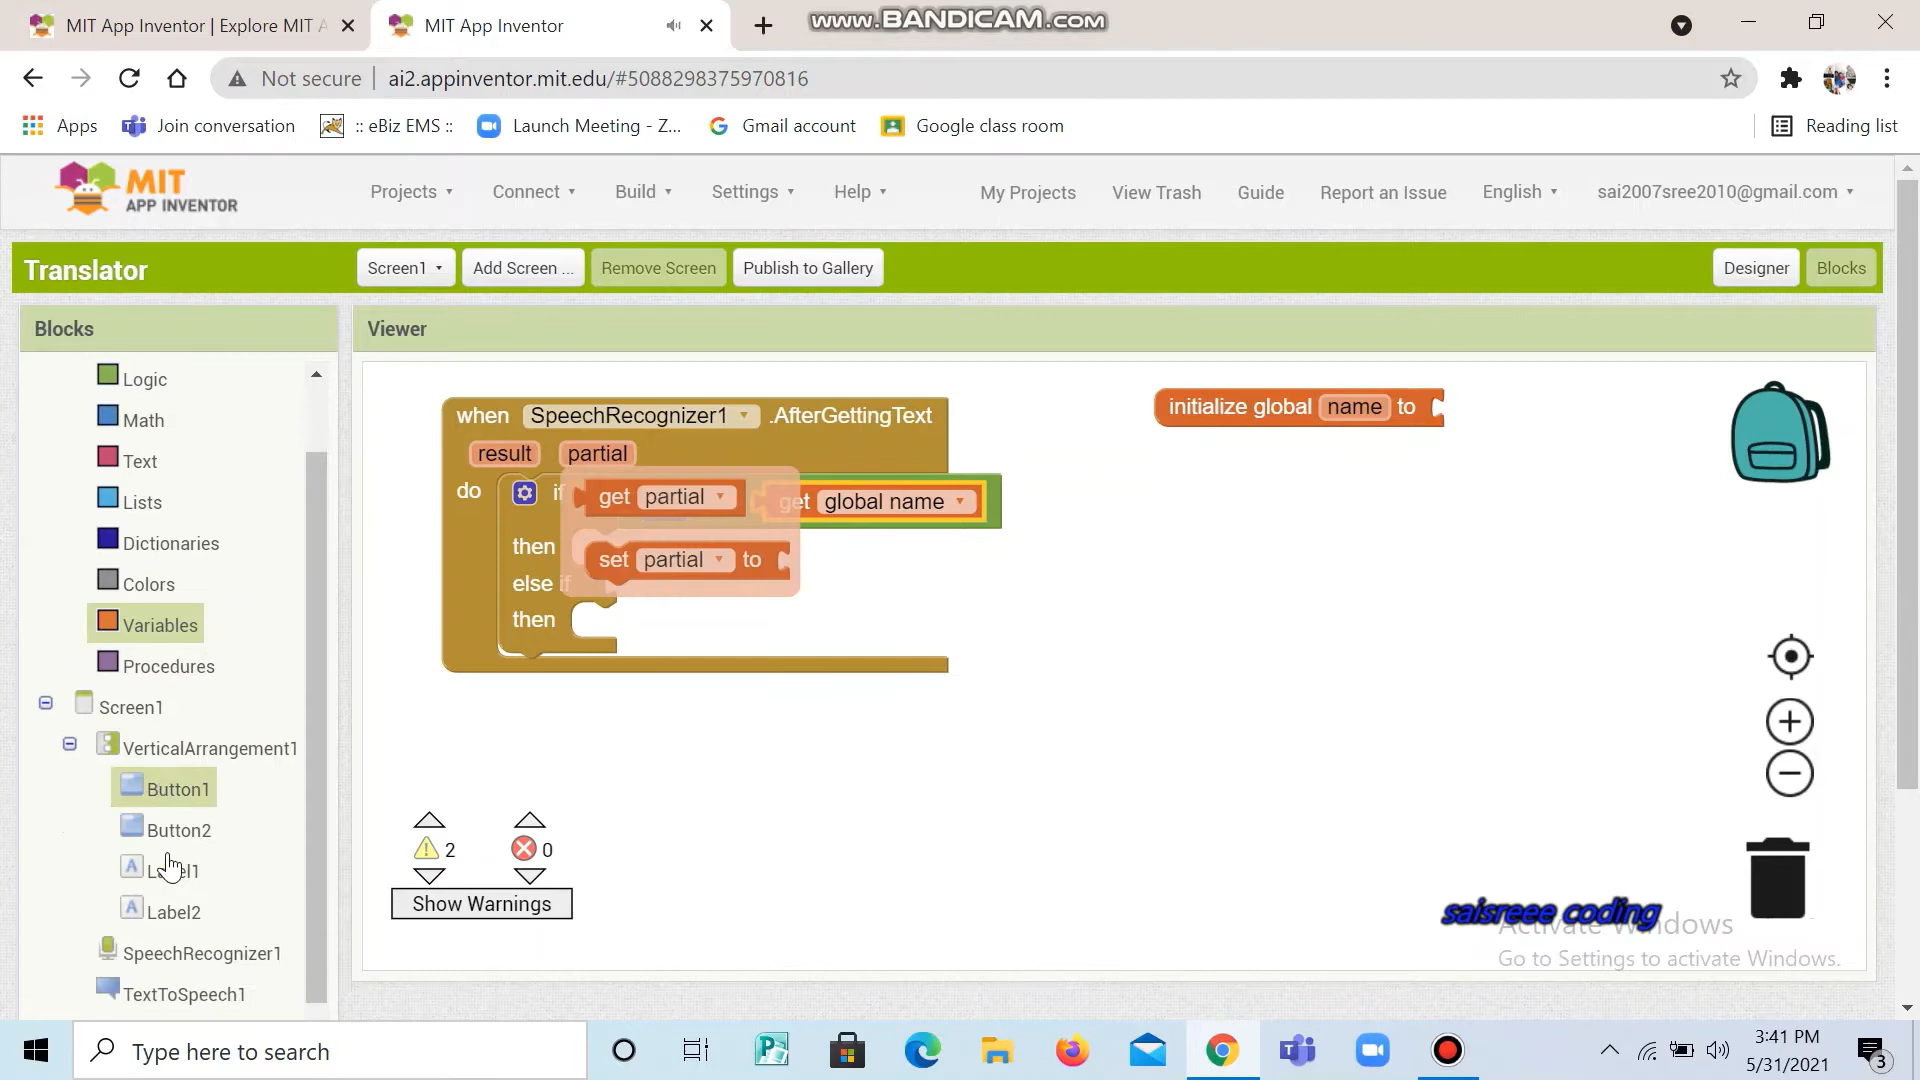 MIT App Inventor | Explore MIT A
MIT App Inventor
www.BANDICAM.com
Not secure
ai2.appinventor.mit.edu/#5088298375970816
Apps
Join conversation
:: eBiz EMS ::
Launch Meeting - Z...
Gmail account
Google class room
Reading list
MIT
APP INVENTOR
Projects
Connect
Build
Settings
Help
My Projects
View Trash
Guide
Report an Issue
English
sai2007sree2010@gmail.com
Translator
Screen1
Add Screen ...
Remove Screen
Publish to Gallery
Designer
Blocks
Blocks
Viewer
Logic
Math
Text
Lists
Dictionaries
Colors
Variables
Procedures
Screen1
VerticalArrangement1
Button1
Button2
Label1
Label2
SpeechRecognizer1
TextToSpeech1
when SpeechRecognizer1 .AfterGettingText
result partial
do if
get partial
get global name
then
set partial to
else if
then
initialize global name to
2
0
Show Warnings
saisreee coding
Activate Windows
Go to Settings to activate Windows.
Type here to search
3:41 PM
5/31/2021
3